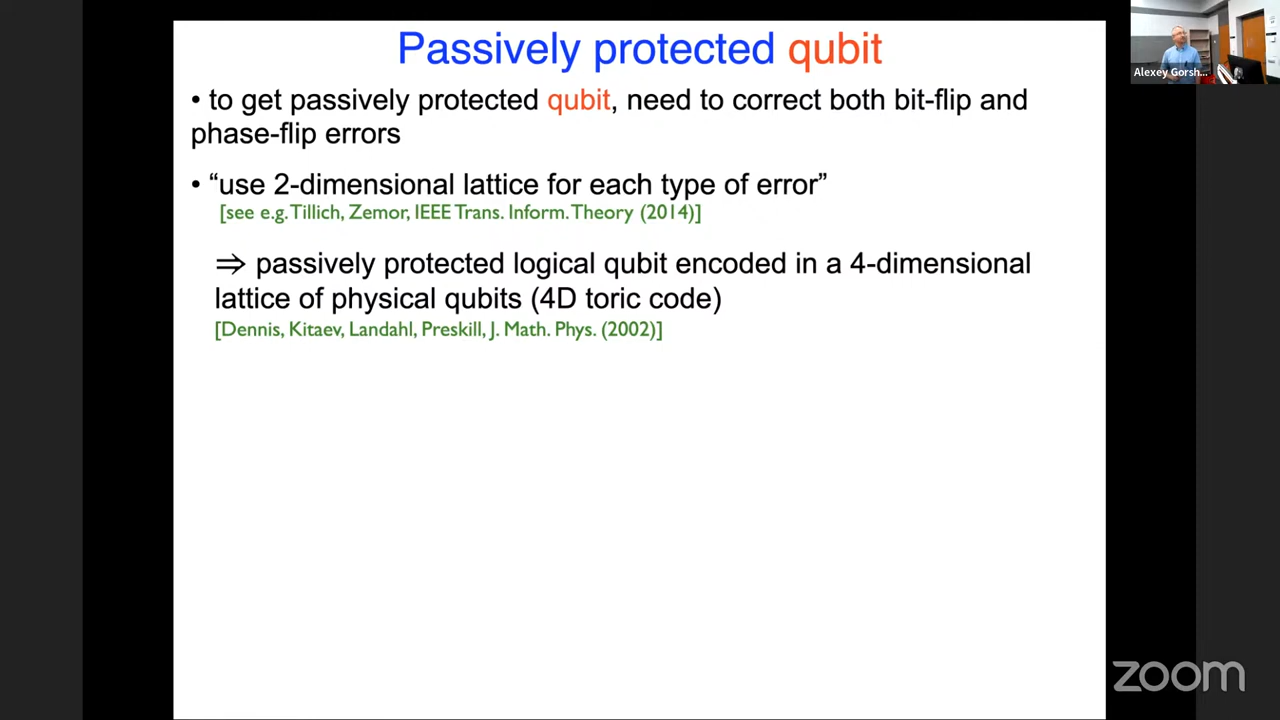 Passively protected qubit
• to get passively protected qubit, need to correct both bit-flip and
phase-flip errors
• “use 2-dimensional lattice for each type of error”
[see e.g. Tillich, Zemor, IEEE Trans. Inform. Theory (2014)]
⇒ passively protected logical qubit encoded in a 4-dimensional
lattice of physical qubits (4D toric code)
[Dennis, Kitaev, Landahl, Preskill, J. Math. Phys. (2002)]
Alexey Gorsh...
zoom